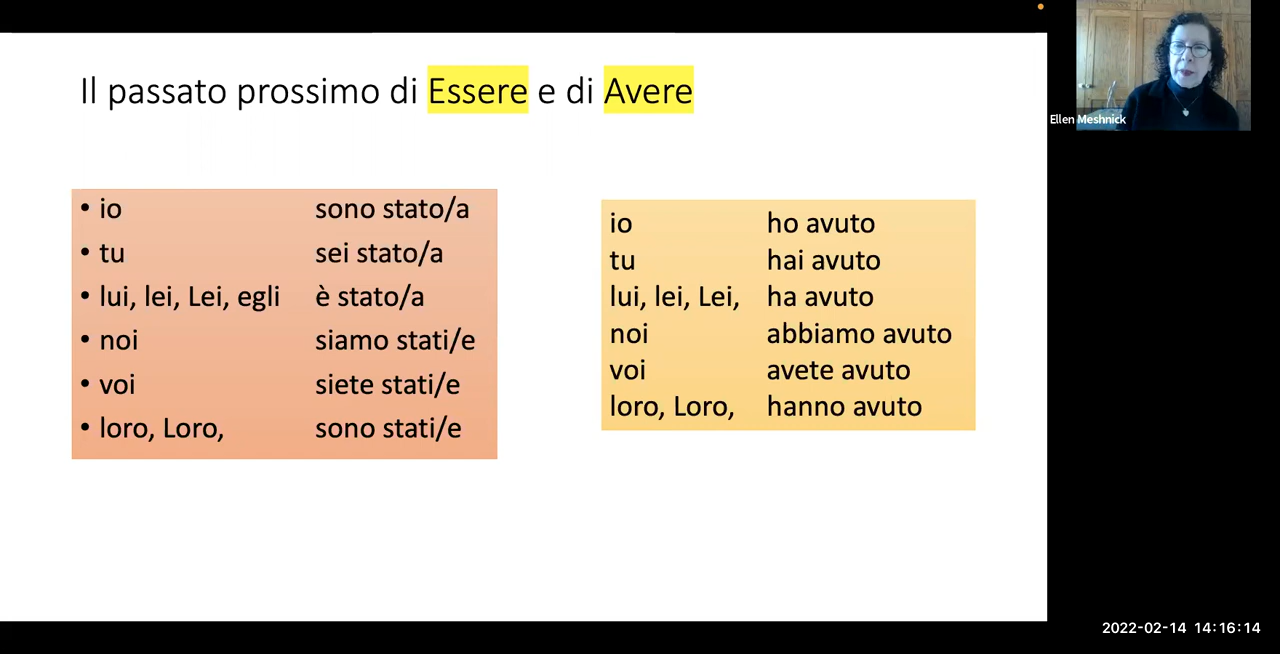 Il passato prossimo di Essere e di Avere
Ellen Meshnick
• io sono stato/a
• tu sei stato/a
• lui, lei, Lei, egli è stato/a
• noi siamo stati/e
• voi siete stati/e
• loro, Loro, sono stati/e
io ho avuto
tu hai avuto
lui, lei, Lei, ha avuto
noi abbiamo avuto
voi avete avuto
loro, Loro, hanno avuto
2022-02-14 14:16:14